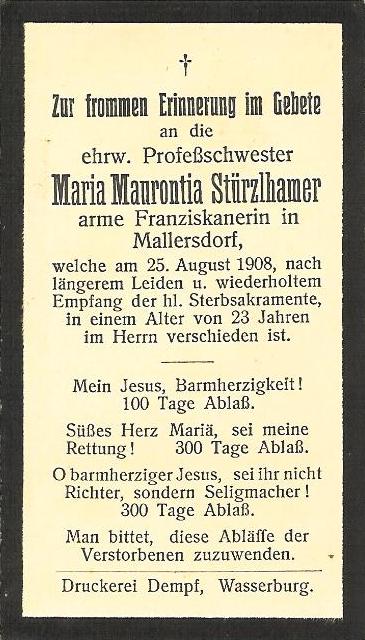 †
Zur frommen Erinnerung im Gebete
an die
ehrw. Profeßschwester
Maria Maurontia Stürzlhamer
arme Franziskanerin in
Mallersdorf,
welche am 25. August 1908, nach
längerem Leiden u. wiederholtem
Empfang der hl. Sterbsakramente,
in einem Alter von 23 Jahren
im Herrn verschieden ist.
Mein Jesus, Barmherzigkeit!
100 Tage Ablaß.
Süßes Herz Mariä, sei meine
Rettung! 300 Tage Ablaß.
O barmherziger Jesus, sei ihr nicht
Richter, sondern Seligmacher!
300 Tage Ablaß.
Man bittet, diese Abläſſe der
Verstorbenen zuzuwenden.
Druckerei Dempf, Wasserburg.